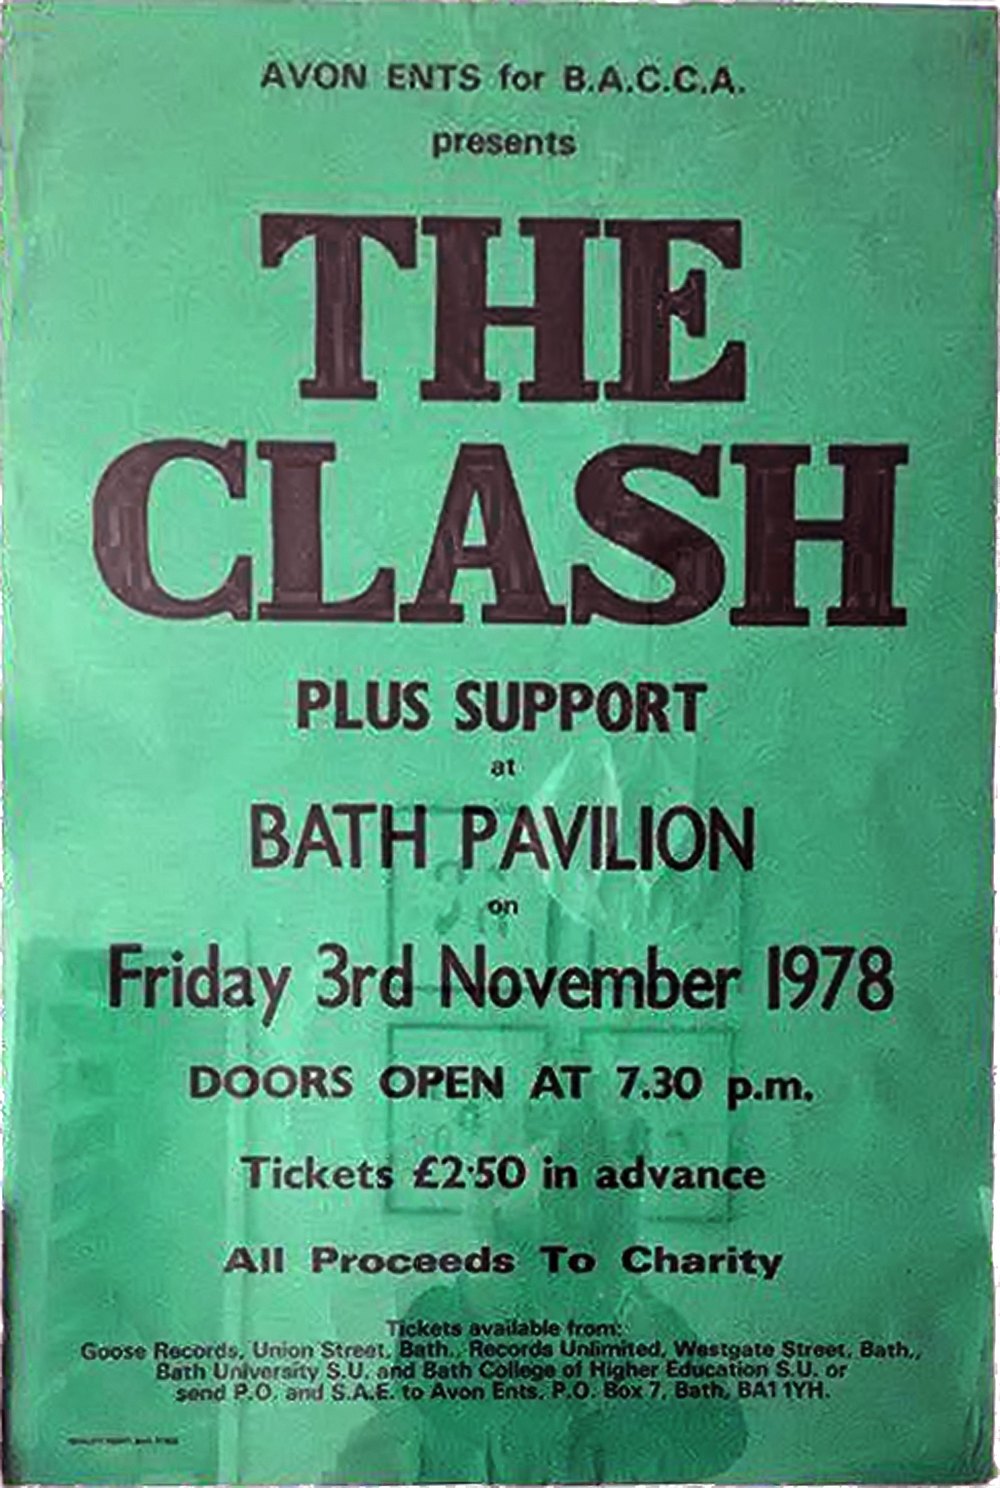 AVON ENTS for B.A.C.C.A.
presents
THE
CLASH
PLUS SUPPORT
at
BATH PAVILION
on
Friday 3rd November 1978
DOORS OPEN AT 7.30 p.m.
Tickets £2·50 in advance
All Proceeds To Charity
Tickets available from:
Goose Records, Union Street, Bath., Records Unlimited, Westgate Street, Bath.,
Bath University S.U. and Bath College of Higher Education S.U. or
send P.O. and S.A.E. to Avon Ents, P.O. Box 7, Bath, BA1 1YH.